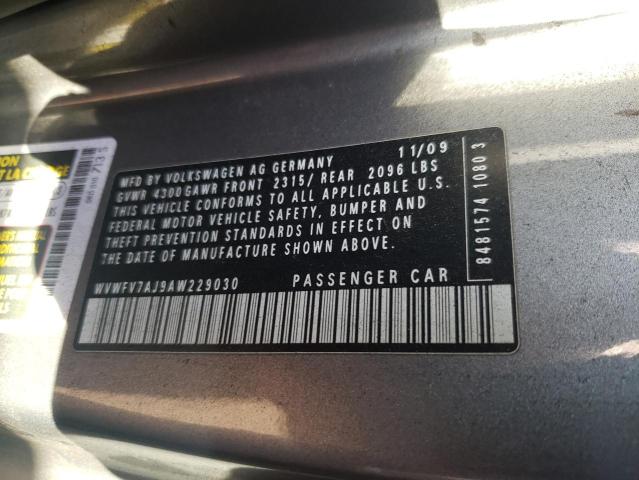 MFD BY VOLKSWAGEN AG GERMANY 11/09
GVWR 4300 GAWR FRONT 2315/ REAR 2096 LBS
THIS VEHICLE CONFORMS TO ALL APPLICABLE U.S.
FEDERAL MOTOR VEHICLE SAFETY, BUMPER AND
THEFT PREVENTION STANDARDS IN EFFECT ON
THE DATE OF MANUFACTURE SHOWN ABOVE.
WVWFV7AJ9AW229030 PASSENGER CAR
8481574 10803